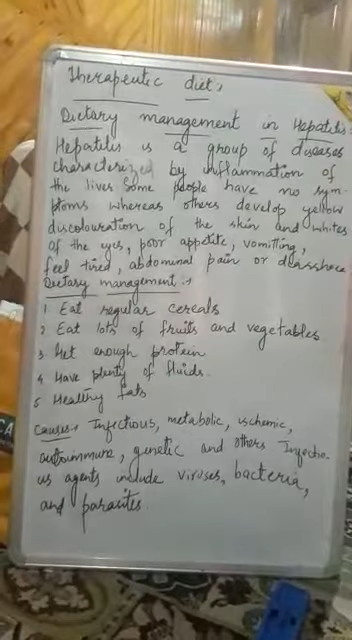 Therapeutic diet :
Dietary management in Hepatitis
Hepatitis is a group of diseases
characterized by inflammation of
the liver. Some people have no sym-
ptoms whereas others develop yellow
discolouration of the skin and whites
of the eyes, poor appetite, vomitting,
feel tired, abdominal pain or diarrhoea
Dietary management :-
1 Eat regular cereals
2 Eat lots of fruits and vegetables
3 Get enough protein
4 Have plenty of fluids.
5 Healthy fats
Causes :- Infectious, metabolic, ischemic,
autoimmune, genetic and others Infectio
us agents include viruses, bacteria,
and parasites.